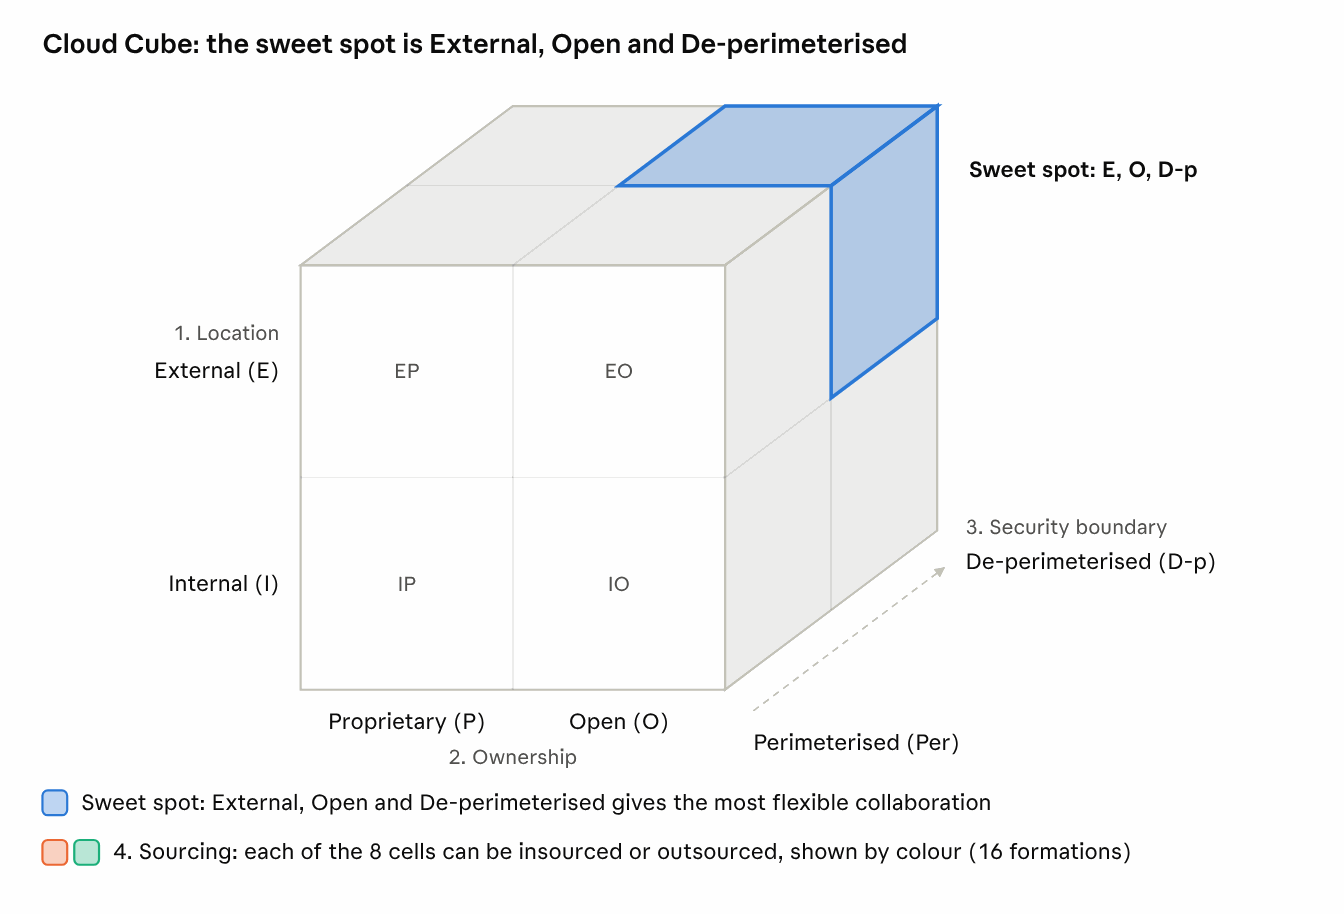 Cloud Cube: the sweet spot is External, Open and De-perimeterised
Sweet spot: E, O, D-p
1. Location
External (E)
EP
EO
Internal (I)
IP
IO
3. Security boundary
De-perimeterised (D-p)
Proprietary (P)
Open (O)
2. Ownership
Perimeterised (Per)
Sweet spot: External, Open and De-perimeterised gives the most flexible collaboration
4. Sourcing: each of the 8 cells can be insourced or outsourced, shown by colour (16 formations)